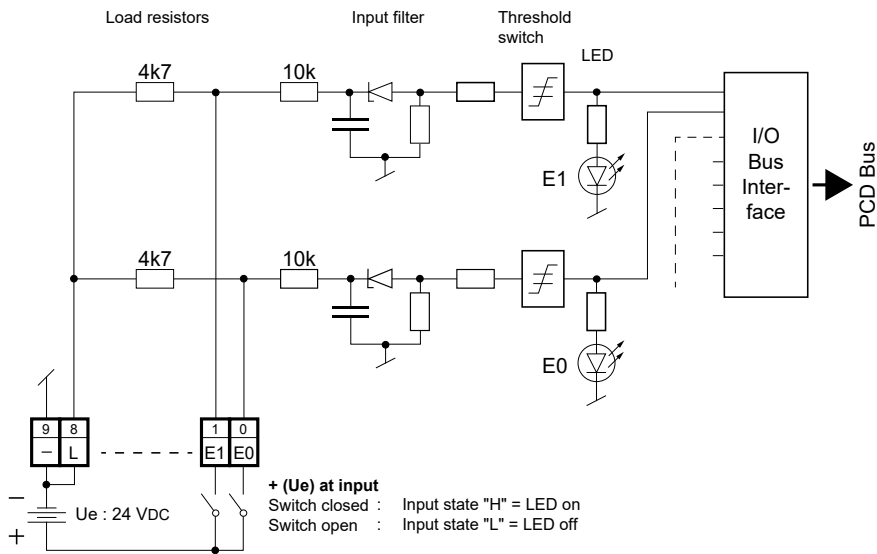 Load resistors
Input filter
Threshold
switch
LED
4k7
10k
E1
I/O
Bus
Inter-
face
PCD Bus
4k7
10k
E0
9
8
1
0
–
L
E1
E0
–
+
Ue : 24 VDC
+ (Ue) at input
Switch closed : Input state "H" = LED on
Switch open : Input state "L" = LED off